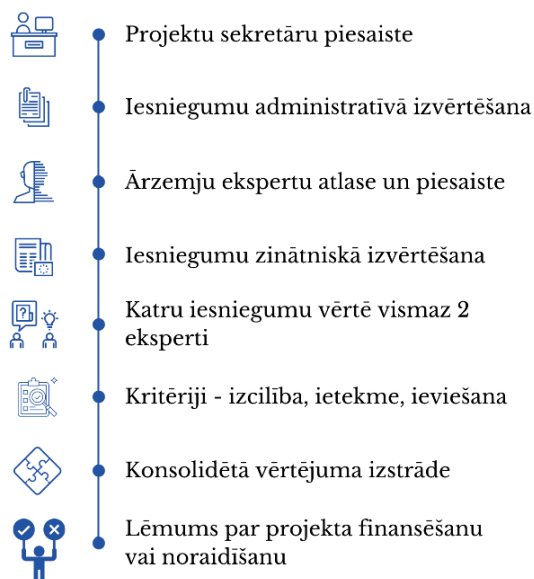 Projektu sekretāru piesaiste
Iesniegumu administratīvā izvērtēšana
Ārzemju ekspertu atlase un piesaiste
Iesniegumu zinātniskā izvērtēšana
Katru iesniegumu vērtē vismaz 2
eksperti
Kritēriji - izcilība, ietekme, ieviešana
Konsolidētā vērtējuma izstrāde
Lēmums par projekta finansēšanu
vai noraidīšanu